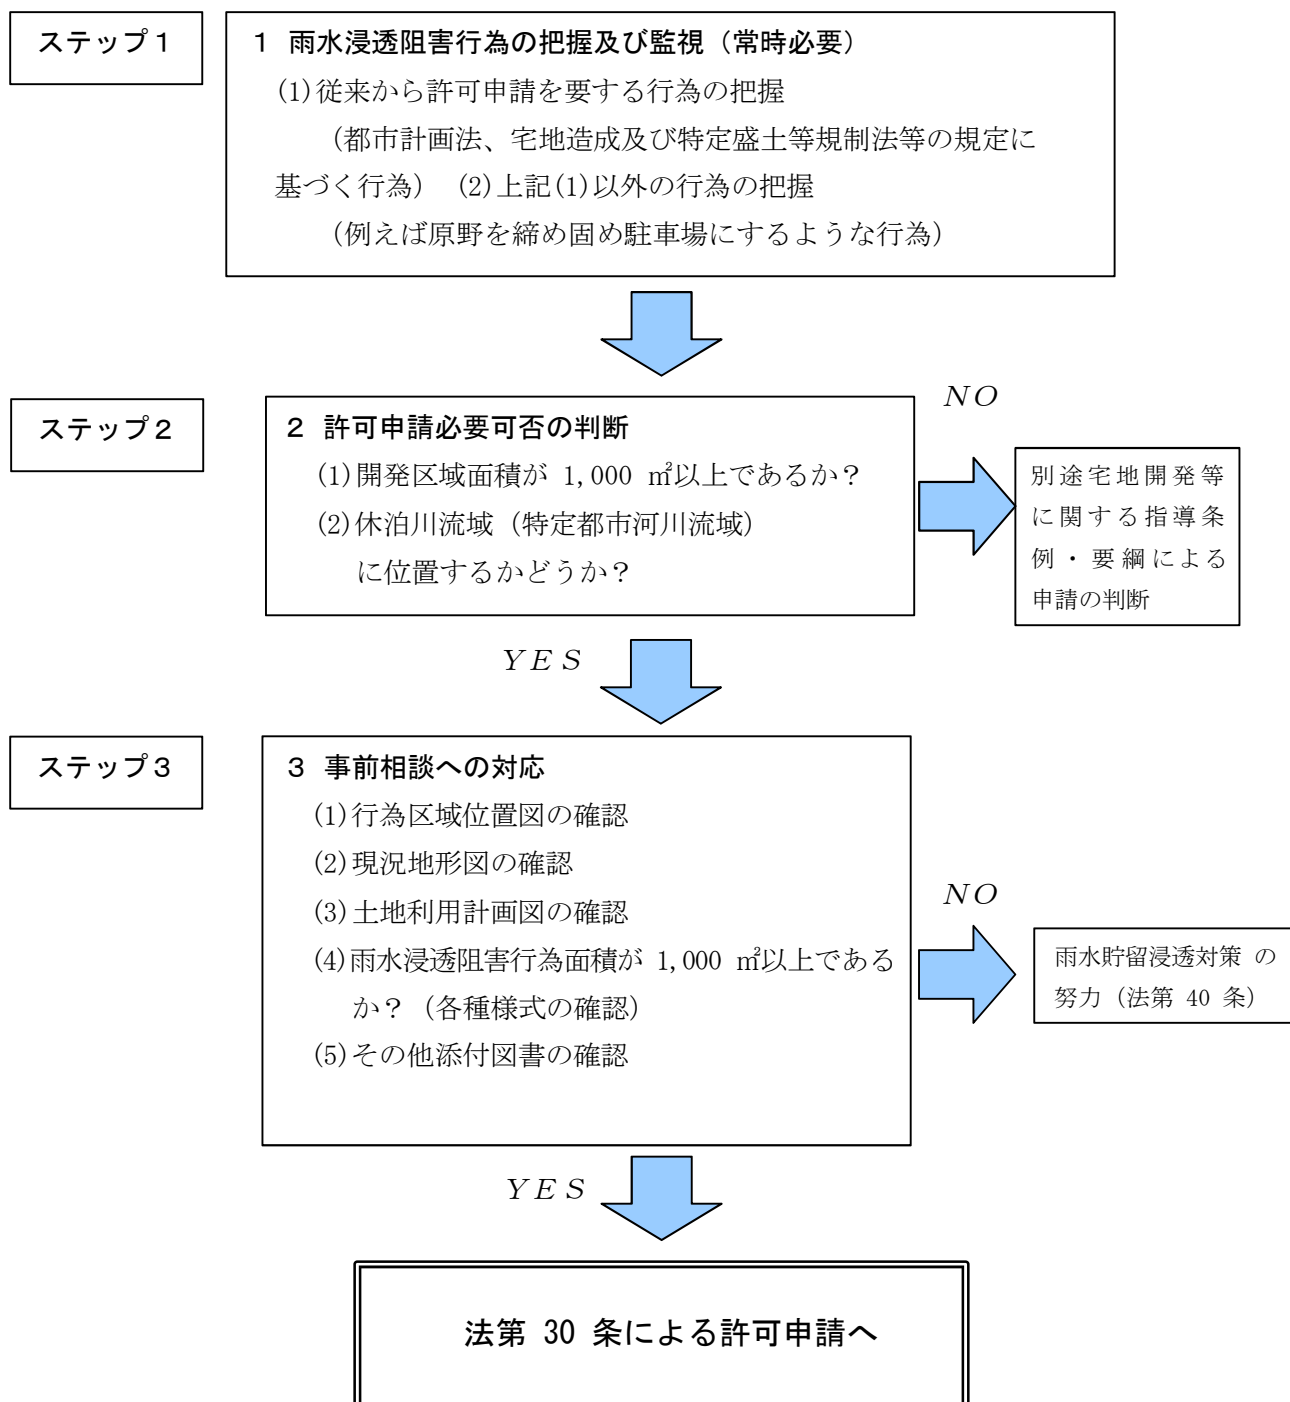 ステップ１
１ 雨水浸透阻害行為の把握及び監視（常時必要）
(1)従来から許可申請を要する行為の把握
（都市計画法、宅地造成及び特定盛土等規制法等の規定に
基づく行為） (2)上記(1)以外の行為の把握
（例えば原野を締め固め駐車場にするような行為）
ステップ２
２ 許可申請必要可否の判断
(1)開発区域面積が 1,000 ㎡以上であるか？
(2)休泊川流域（特定都市河川流域）
に位置するかどうか？
NO
別途宅地開発等
に関する指導条
例・要綱による
申請の判断
YES
ステップ３
３ 事前相談への対応
(1)行為区域位置図の確認
(2)現況地形図の確認
(3)土地利用計画図の確認
(4)雨水浸透阻害行為面積が 1,000 ㎡以上である
か？（各種様式の確認）
(5)その他添付図書の確認
NO
雨水貯留浸透対策 の
努力（法第 40 条）
YES
法第 30 条による許可申請へ